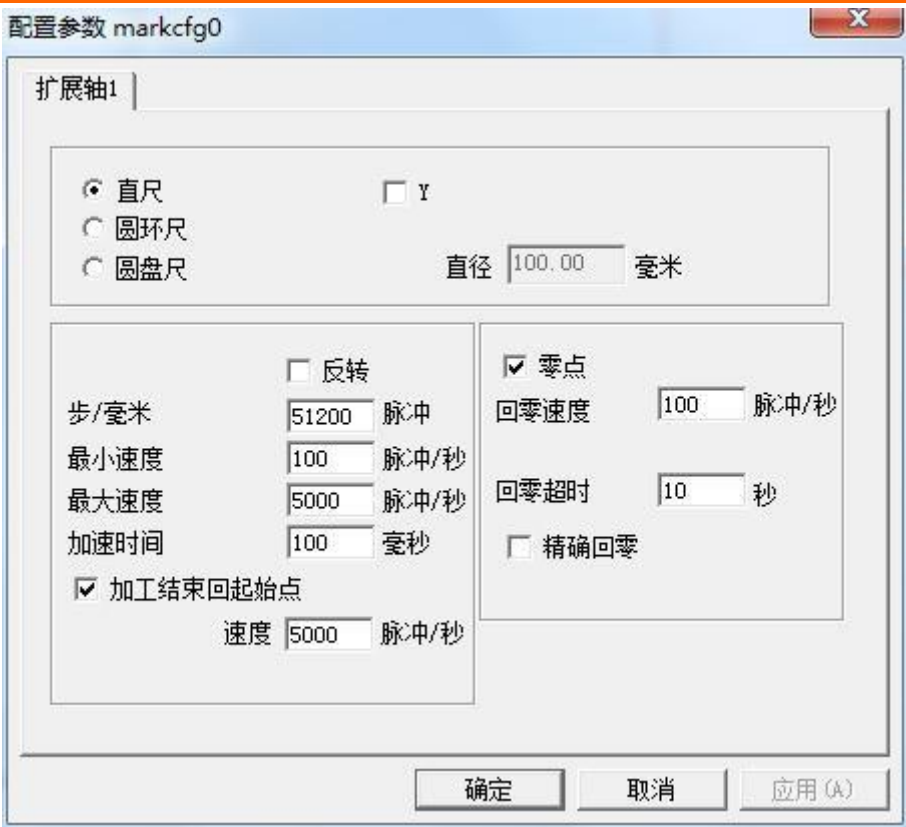 配置参数 markcfg0
扩展轴1
直尺
Y
圆环尺
圆盘尺
直径 100.00 毫米
反转
步/毫米 51200 脉冲
最小速度 100 脉冲/秒
最大速度 5000 脉冲/秒
加速时间 100 毫秒
加工结束回起始点
速度 5000 脉冲/秒
零点
回零速度 100 脉冲/秒
回零超时 10 秒
精确回零
确定
取消
应用(A)